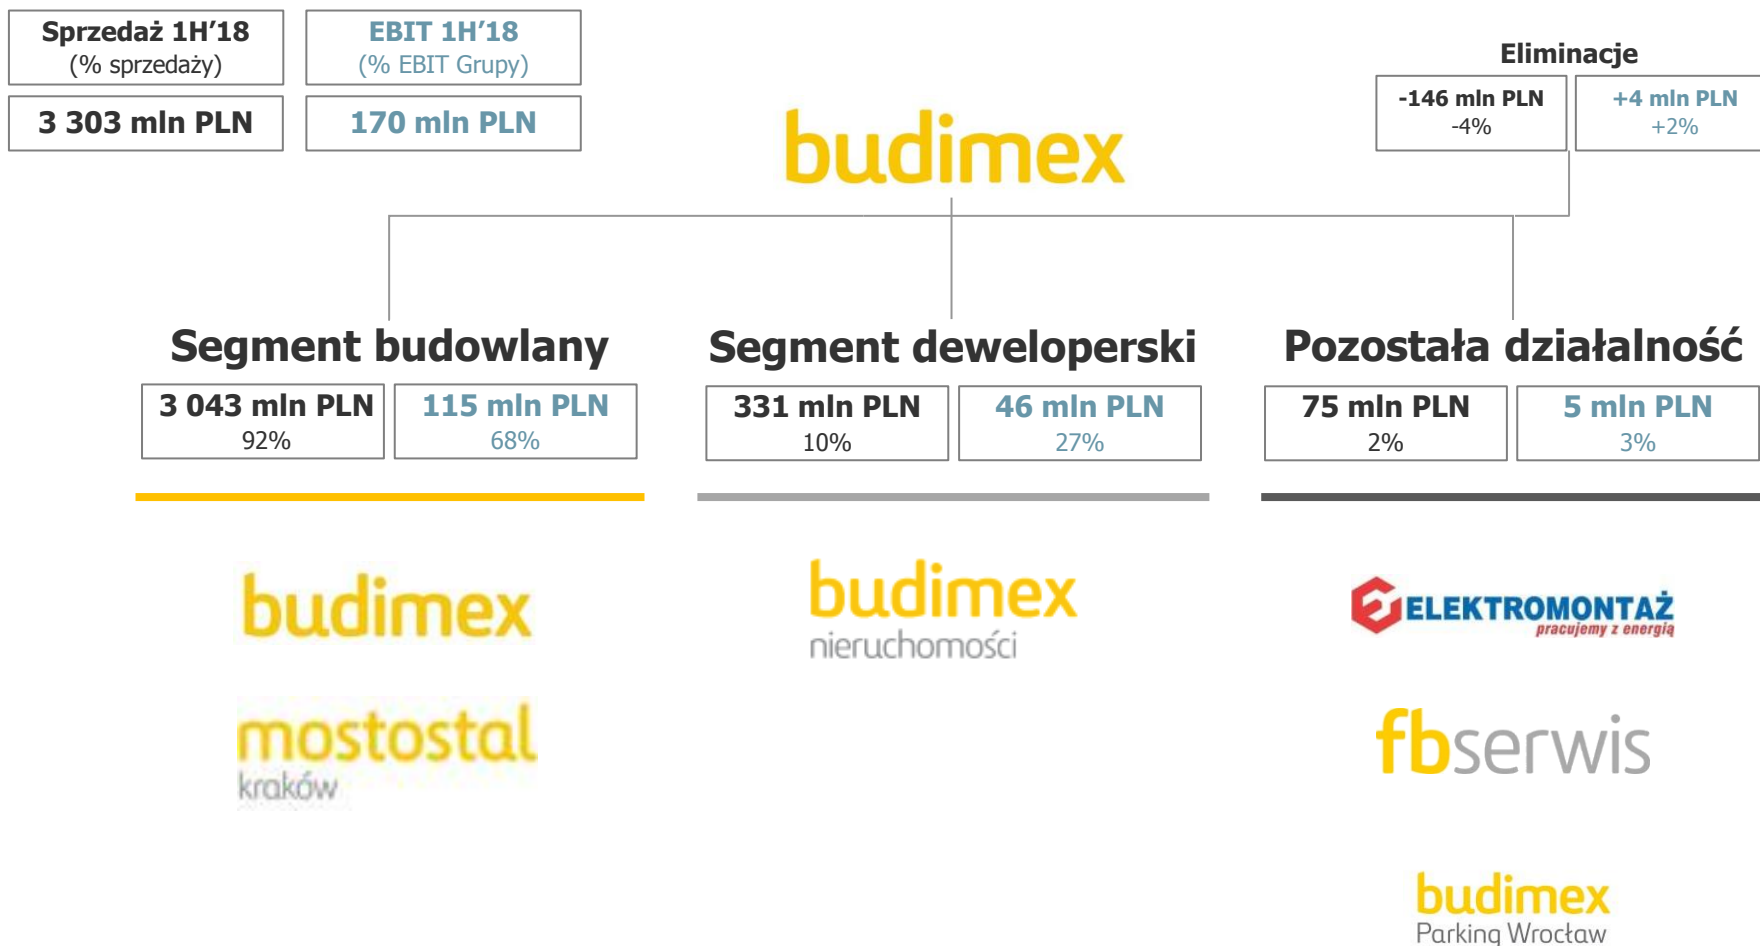 Sprzedaż 1H’18
(% sprzedaży)
EBIT 1H’18
(% EBIT Grupy)
3 303 mln PLN
170 mln PLN
Eliminacje
-146 mln PLN
-4%
+4 mln PLN
+2%
budimex
Segment budowlany
3 043 mln PLN
92%
115 mln PLN
68%
Segment deweloperski
331 mln PLN
10%
46 mln PLN
27%
Pozostała działalność
75 mln PLN
2%
5 mln PLN
3%
budimex
mostostal
kraków
budimex
nieruchomości
ELEKTROMONTAŻ
pracujemy z energią
fbserwis
budimex
Parking Wrocław